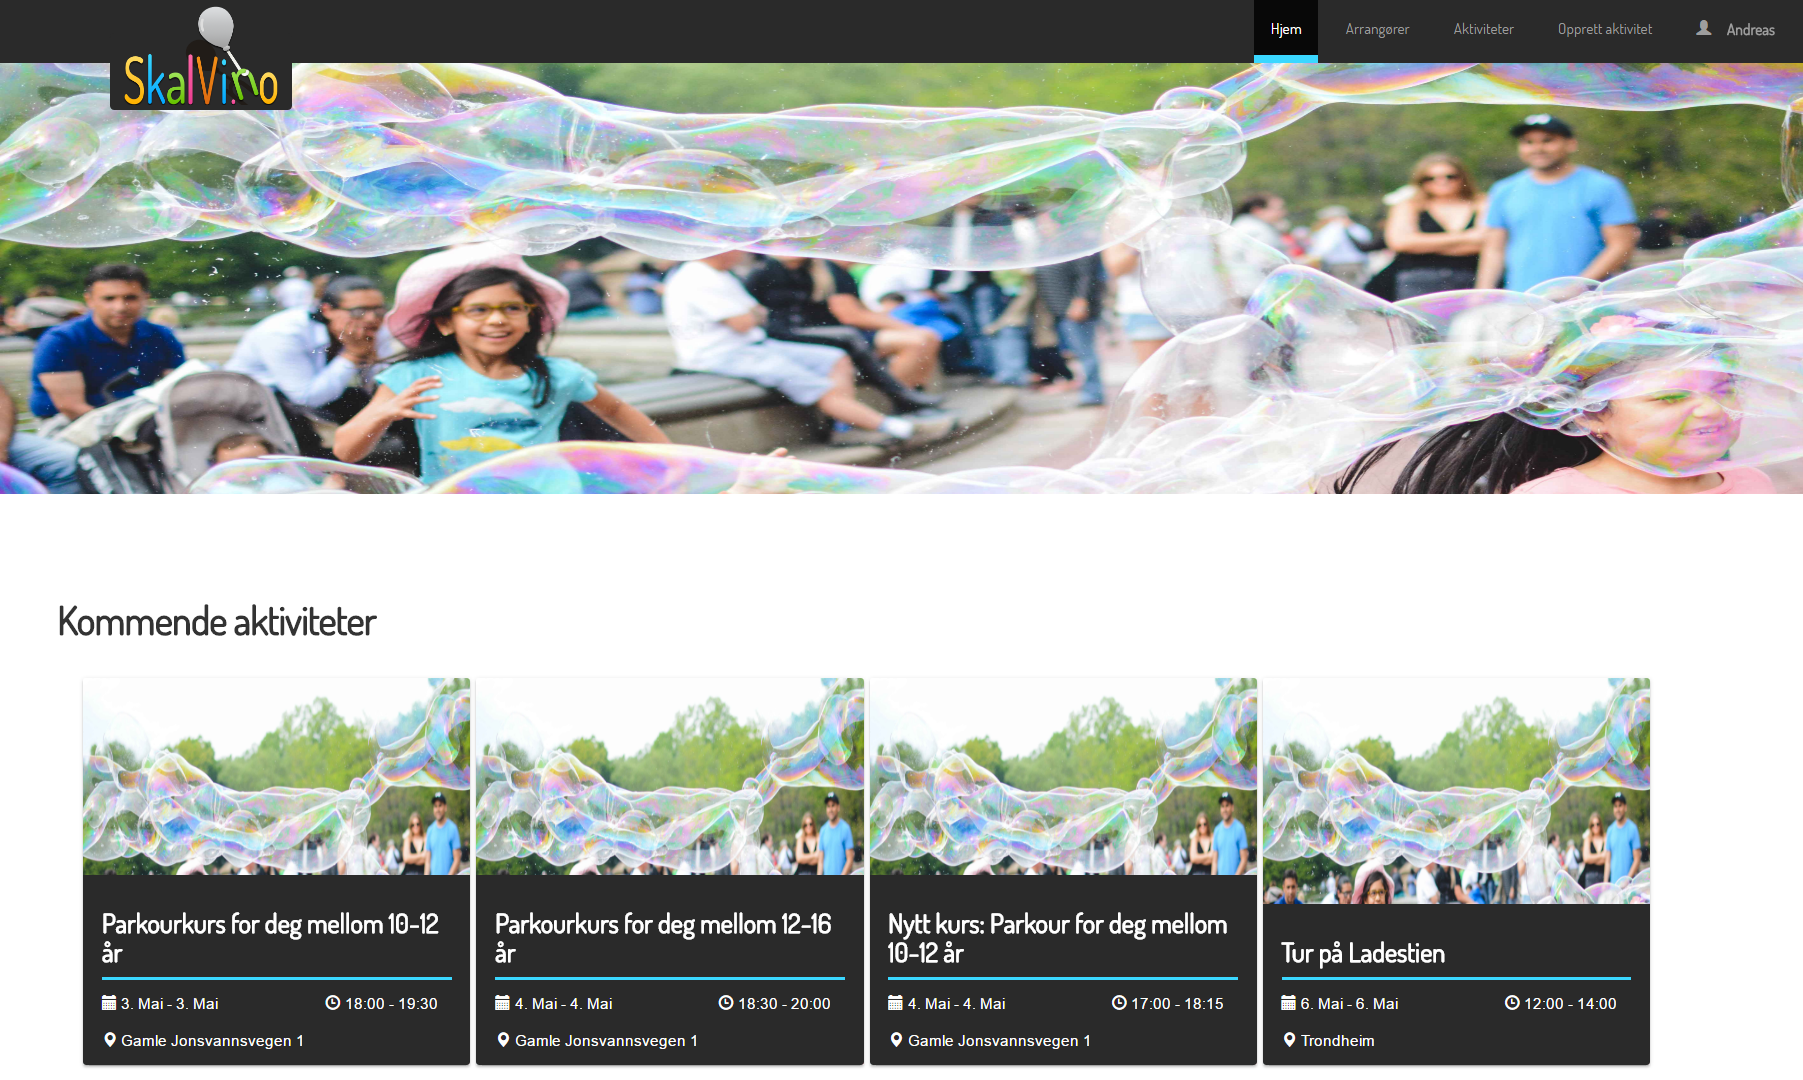 SkalVi.no
Hjem Arrangører Aktiviteter Opprett aktivitet Andreas
Kommende aktiviteter
Parkourkurs for deg mellom 10-12
år
3. Mai - 3. Mai 18:00 - 19:30
Gamle Jonsvannsvegen 1
Parkourkurs for deg mellom 12-16
år
4. Mai - 4. Mai 18:30 - 20:00
Gamle Jonsvannsvegen 1
Nytt kurs: Parkour for deg mellom
10-12 år
4. Mai - 4. Mai 17:00 - 18:15
Gamle Jonsvannsvegen 1
Tur på Ladestien
6. Mai - 6. Mai 12:00 - 14:00
Trondheim